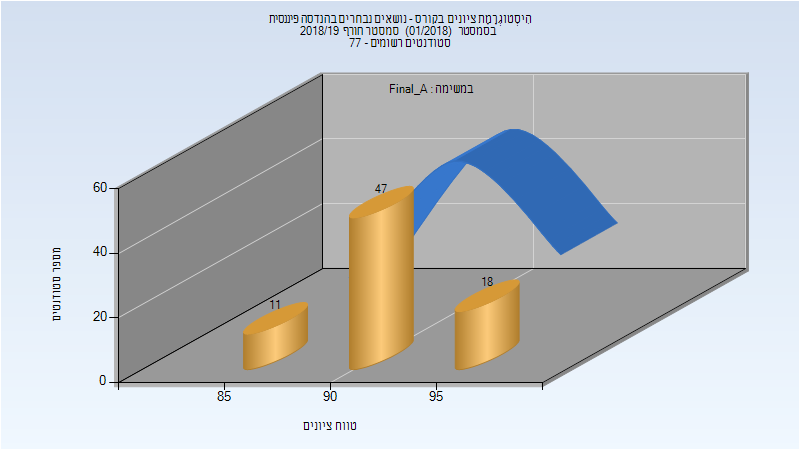 הִיסטוגרָמַת ציונים בקורס - נושאים נבחרים בהנדסה פיננסית
בסמסטר (01/2018) סמסטר חורף 2018/19
סטודנטים רשומים - 77
במשימה : Final_A
מספר סטודנטים
60
40
20
0
11
47
18
85
90
95
טווח ציונים